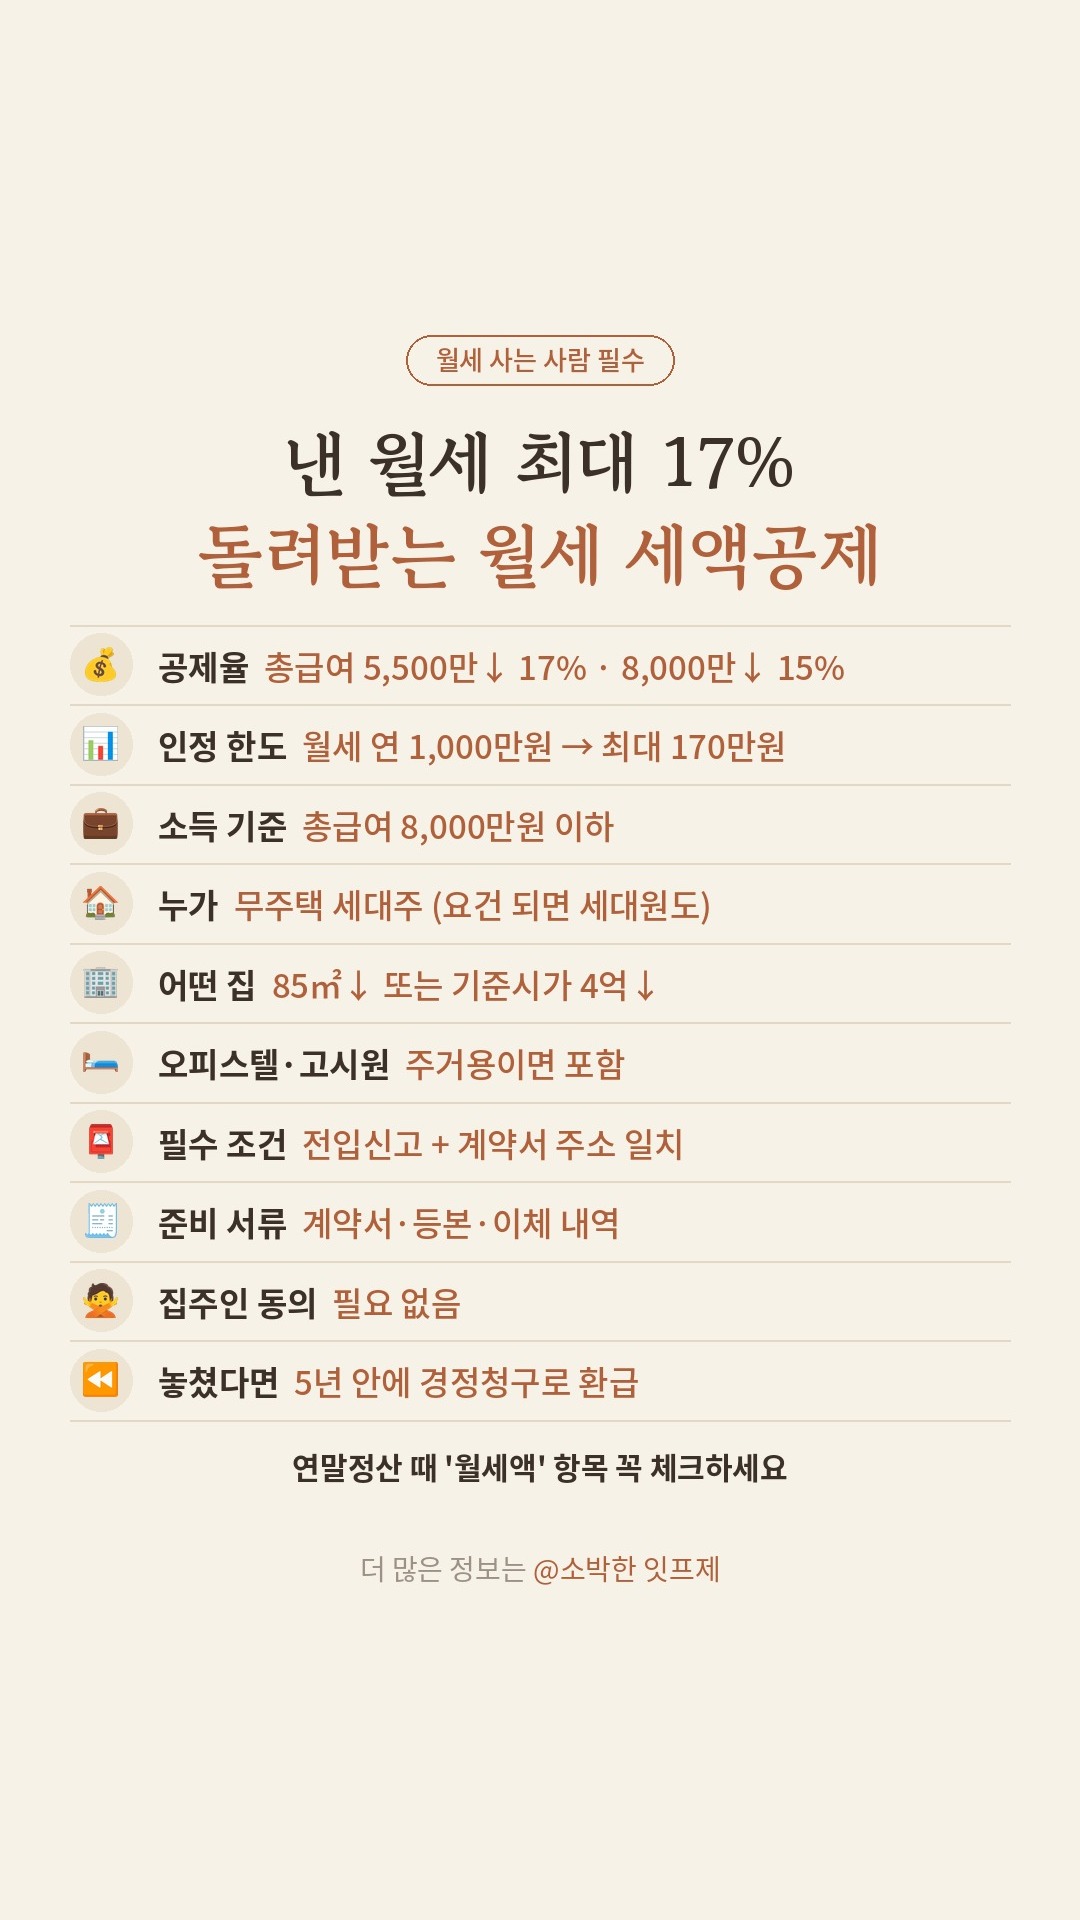 월세 사는 사람 필수
낸 월세 최대 17%
돌려받는 월세 세액공제
공제율 총급여 5,500만↓ 17% · 8,000만↓ 15%
인정 한도 월세 연 1,000만원 → 최대 170만원
소득 기준 총급여 8,000만원 이하
누가 무주택 세대주 (요건 되면 세대원도)
어떤 집 85㎡↓ 또는 기준시가 4억↓
오피스텔·고시원 주거용이면 포함
필수 조건 전입신고 + 계약서 주소 일치
준비 서류 계약서·등본·이체 내역
집주인 동의 필요 없음
놓쳤다면 5년 안에 경정청구로 환급
연말정산 때 '월세액' 항목 꼭 체크하세요
더 많은 정보는 @소박한 잇프제